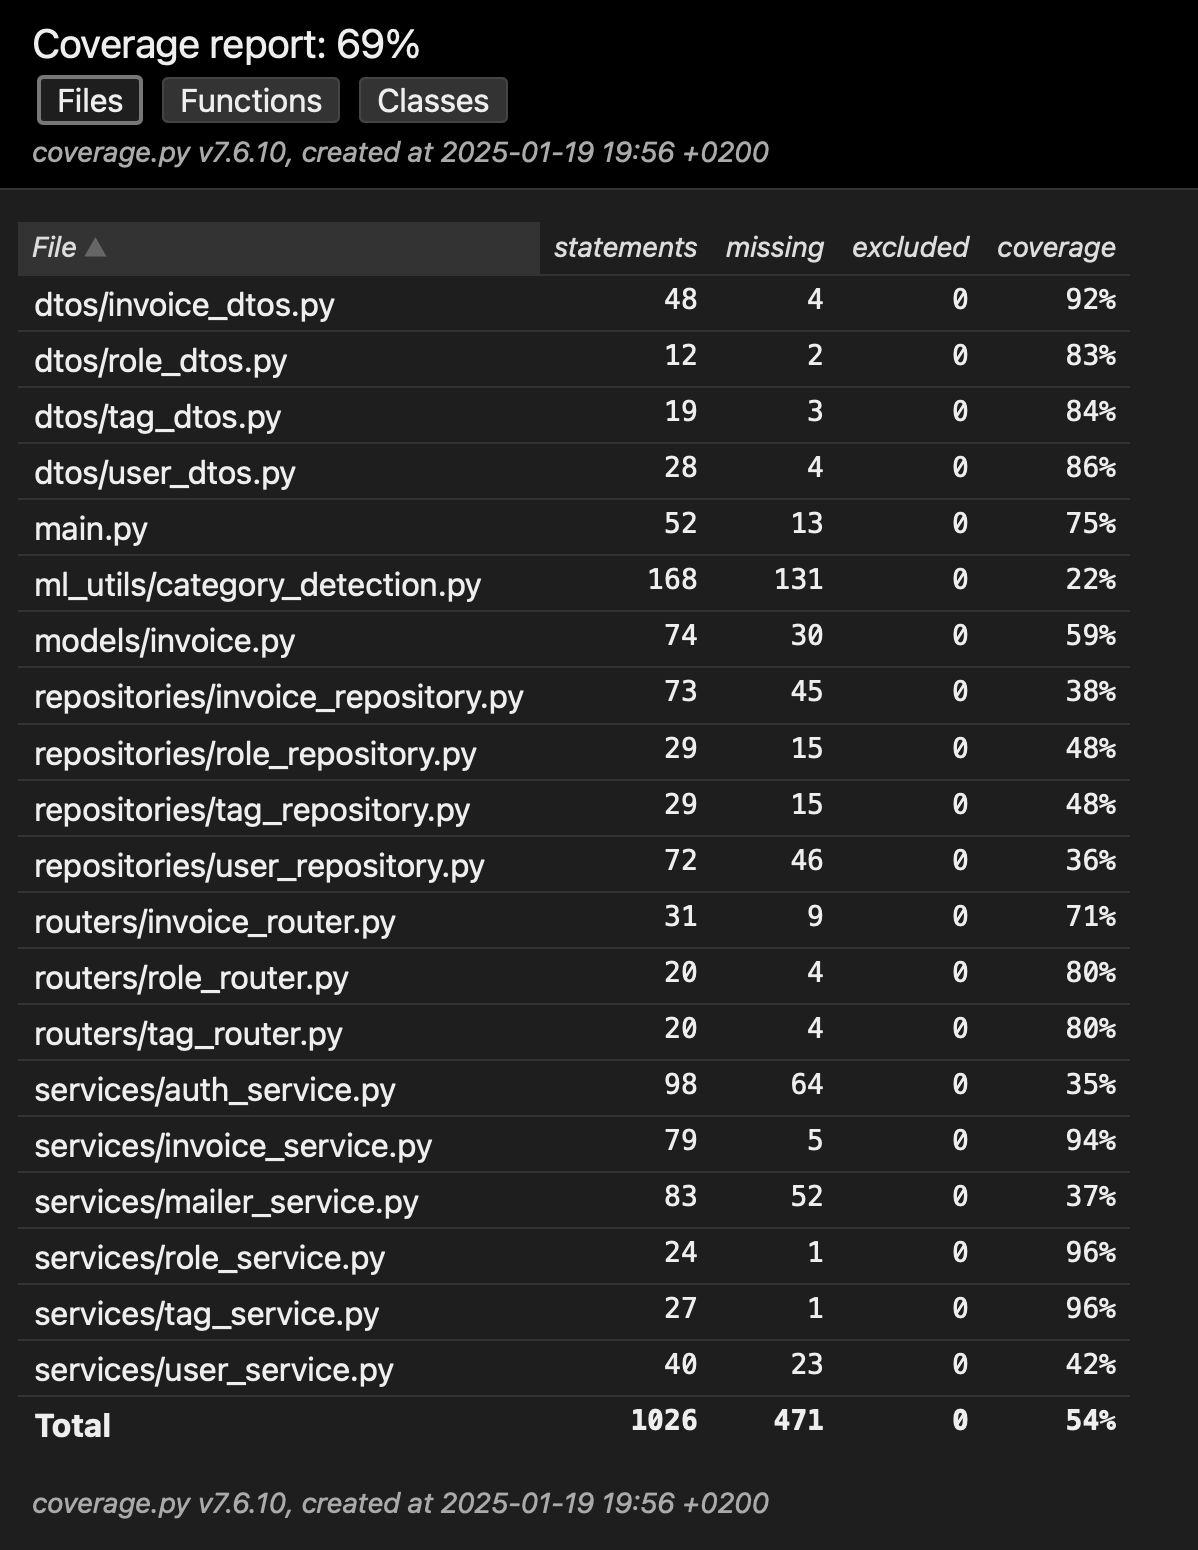 Coverage report: 69%
Files Functions Classes
coverage.py v7.6.10, created at 2025-01-19 19:56 +0200
File ▲ statements missing excluded coverage
dtos/invoice_dtos.py 48 4 0 92%
dtos/role_dtos.py 12 2 0 83%
dtos/tag_dtos.py 19 3 0 84%
dtos/user_dtos.py 28 4 0 86%
main.py 52 13 0 75%
ml_utils/category_detection.py 168 131 0 22%
models/invoice.py 74 30 0 59%
repositories/invoice_repository.py 73 45 0 38%
repositories/role_repository.py 29 15 0 48%
repositories/tag_repository.py 29 15 0 48%
repositories/user_repository.py 72 46 0 36%
routers/invoice_router.py 31 9 0 71%
routers/role_router.py 20 4 0 80%
routers/tag_router.py 20 4 0 80%
services/auth_service.py 98 64 0 35%
services/invoice_service.py 79 5 0 94%
services/mailer_service.py 83 52 0 37%
services/role_service.py 24 1 0 96%
services/tag_service.py 27 1 0 96%
services/user_service.py 40 23 0 42%
Total 1026 471 0 54%
coverage.py v7.6.10, created at 2025-01-19 19:56 +0200